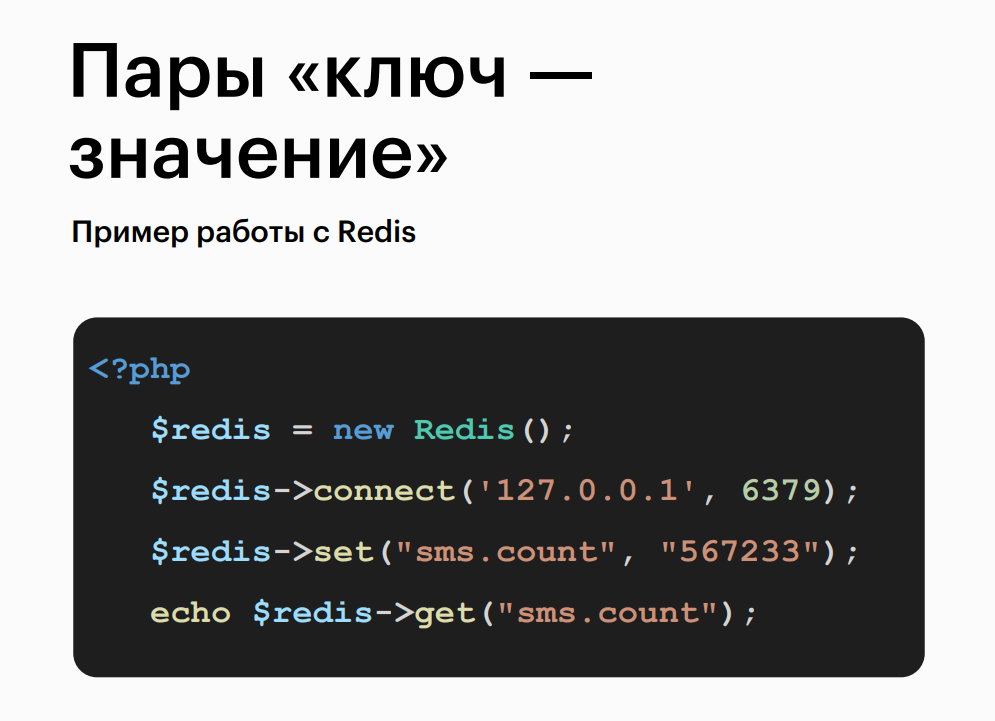 Пары «ключ —
значение»
Пример работы с Redis
<?php
    $redis = new Redis();
    $redis->connect('127.0.0.1', 6379);
    $redis->set("sms.count", "567233");
    echo $redis->get("sms.count");